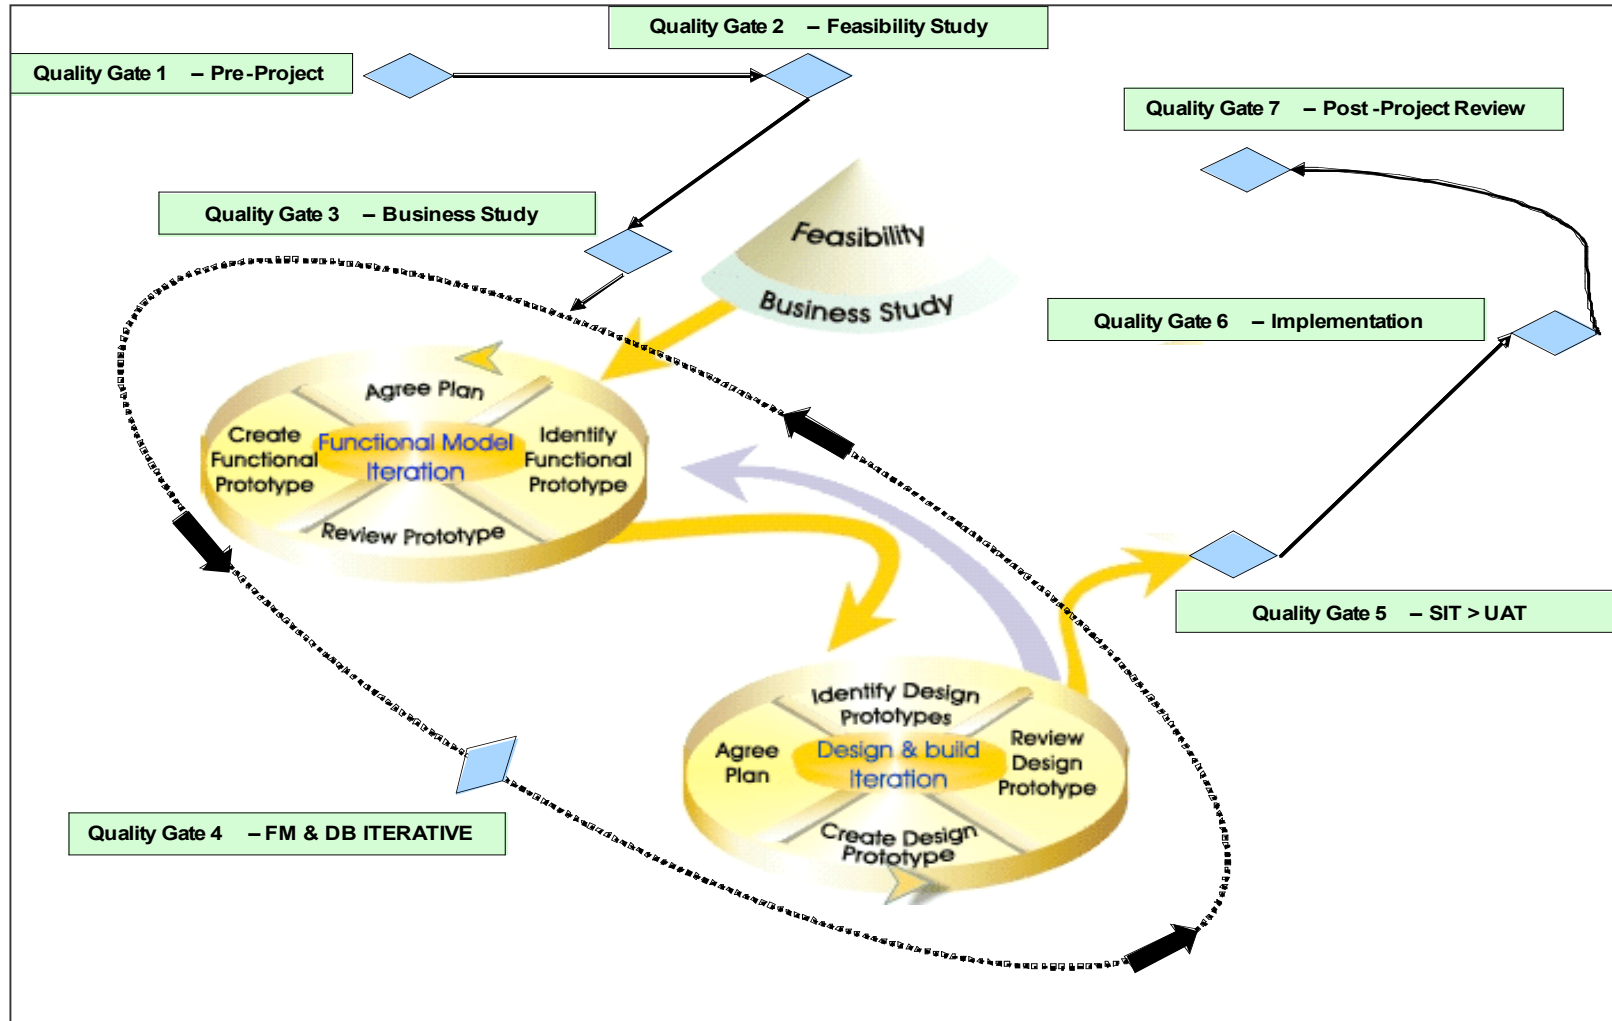 Quality Gate 2 – Feasibility Study
Quality Gate 1 – Pre-Project
Quality Gate 7 – Post -Project Review
Quality Gate 3 – Business Study
Feasibility
Business Study
Quality Gate 6 – Implementation
Agree Plan
Create
Functional
Prototype
Functional Model
Iteration
Identify
Functional
Prototype
Review Prototype
Quality Gate 5 – SIT > UAT
Identify Design
Prototypes
Agree
Plan
Design & build
Iteration
Review
Design
Prototype
Create Design
Prototype
Quality Gate 4 – FM & DB ITERATIVE